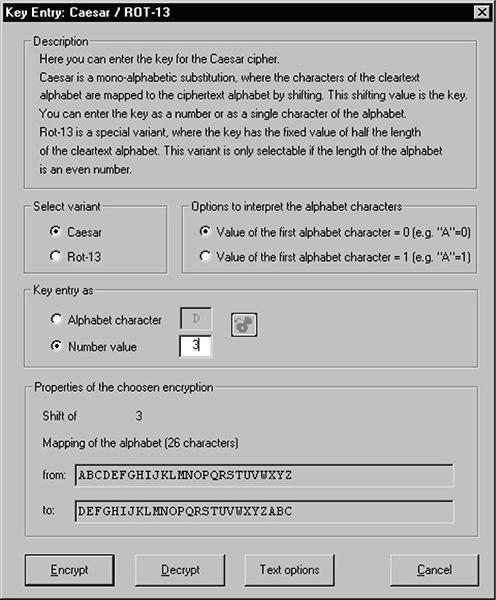 Key Entry: Caesar / ROT-13
Description
Here you can enter the key for the Caesar cipher.
Caesar is a mono-alphabetic substitution, where the characters of the cleartext
alphabet are mapped to the ciphertext alphabet by shifting. This shifting value is the key.
You can enter the key as a number or as a single character of the alphabet.
Rot-13 is a special variant, where the key has the fixed value of half the length
of the cleartext alphabet. This variant is only selectable if the length of the alphabet
is an even number.
Select variant
Caesar
Rot-13
Options to interpret the alphabet characters
Value of the first alphabet character = 0 (e.g. "A"=0)
Value of the first alphabet character = 1 (e.g. "A"=1)
Key entry as
Alphabet character D
Number value 3
Properties of the choosen encryption
Shift of 3
Mapping of the alphabet (26 characters)
from: ABCDEFGHIJKLMNOPQRSTUVWXYZ
to: DEFGHIJKLMNOPQRSTUVWXYZABC
Encrypt Decrypt Text options Cancel